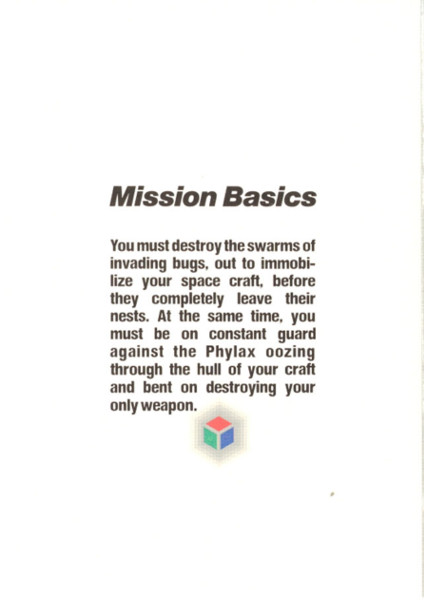 Mission Basics
You must destroy the swarms of
invading bugs, out to immobi-
lize your space craft, before
they completely leave their
nests. At the same time, you
must be on constant guard
against the Phylax oozing
through the hull of your craft
and bent on destroying your
only weapon.